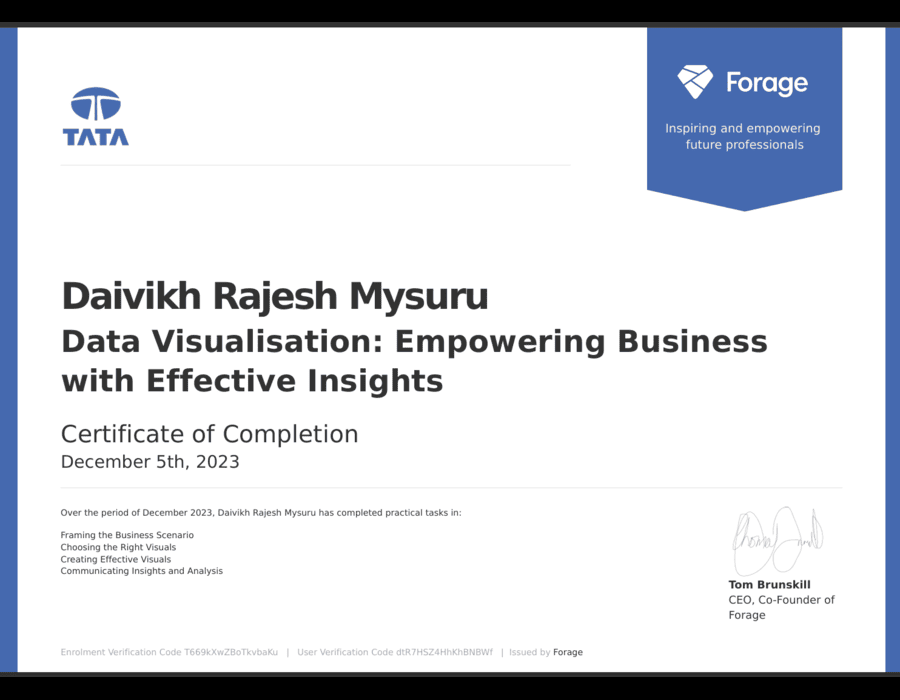 TATA
Forage
Inspiring and empowering
future professionals
Daivikh Rajesh Mysuru
Data Visualisation: Empowering Business
with Effective Insights
Certificate of Completion
December 5th, 2023
Over the period of December 2023, Daivikh Rajesh Mysuru has completed practical tasks in:
Framing the Business Scenario
Choosing the Right Visuals
Creating Effective Visuals
Communicating Insights and Analysis
Tom Brunskill
CEO, Co-Founder of
Forage
Enrolment Verification Code T669kXwZBoTkvbaKu | User Verification Code dtR7HSZ4HhKhBNBWf | Issued by Forage